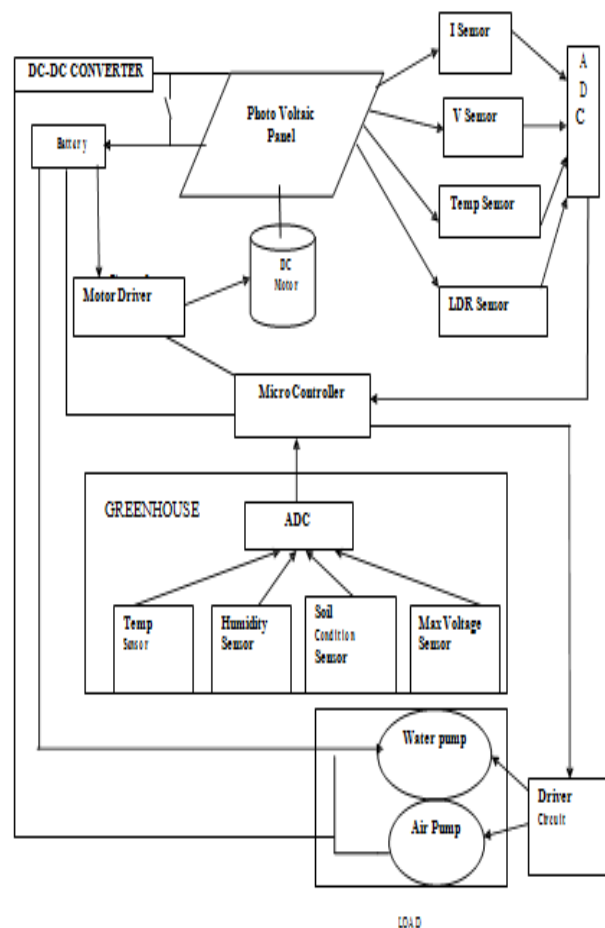 I Sensor
A
D
C
DC-DC CONVERTER
Photo Voltaic
Panel
V Sensor
Battery
Temp Sensor
DC
Motor
Motor Driver
LDR Sensor
Micro Controller
GREENHOUSE
ADC
Temp
Sensor
Humidity
Sensor
Soil
Condition
Sensor
Max Voltage
Sensor
Water pump
Driver
Circuit
Air Pump
LOAD